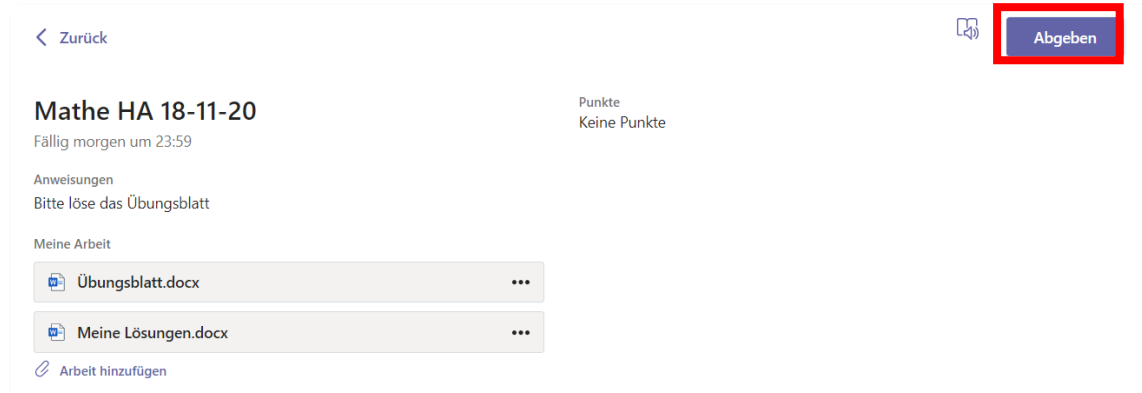 Zurück
Abgeben
Mathe HA 18-11-20
Fällig morgen um 23:59
Punkte
Keine Punkte
Anweisungen
Bitte löse das Übungsblatt
Meine Arbeit
Übungsblatt.docx
Meine Lösungen.docx
Arbeit hinzufügen